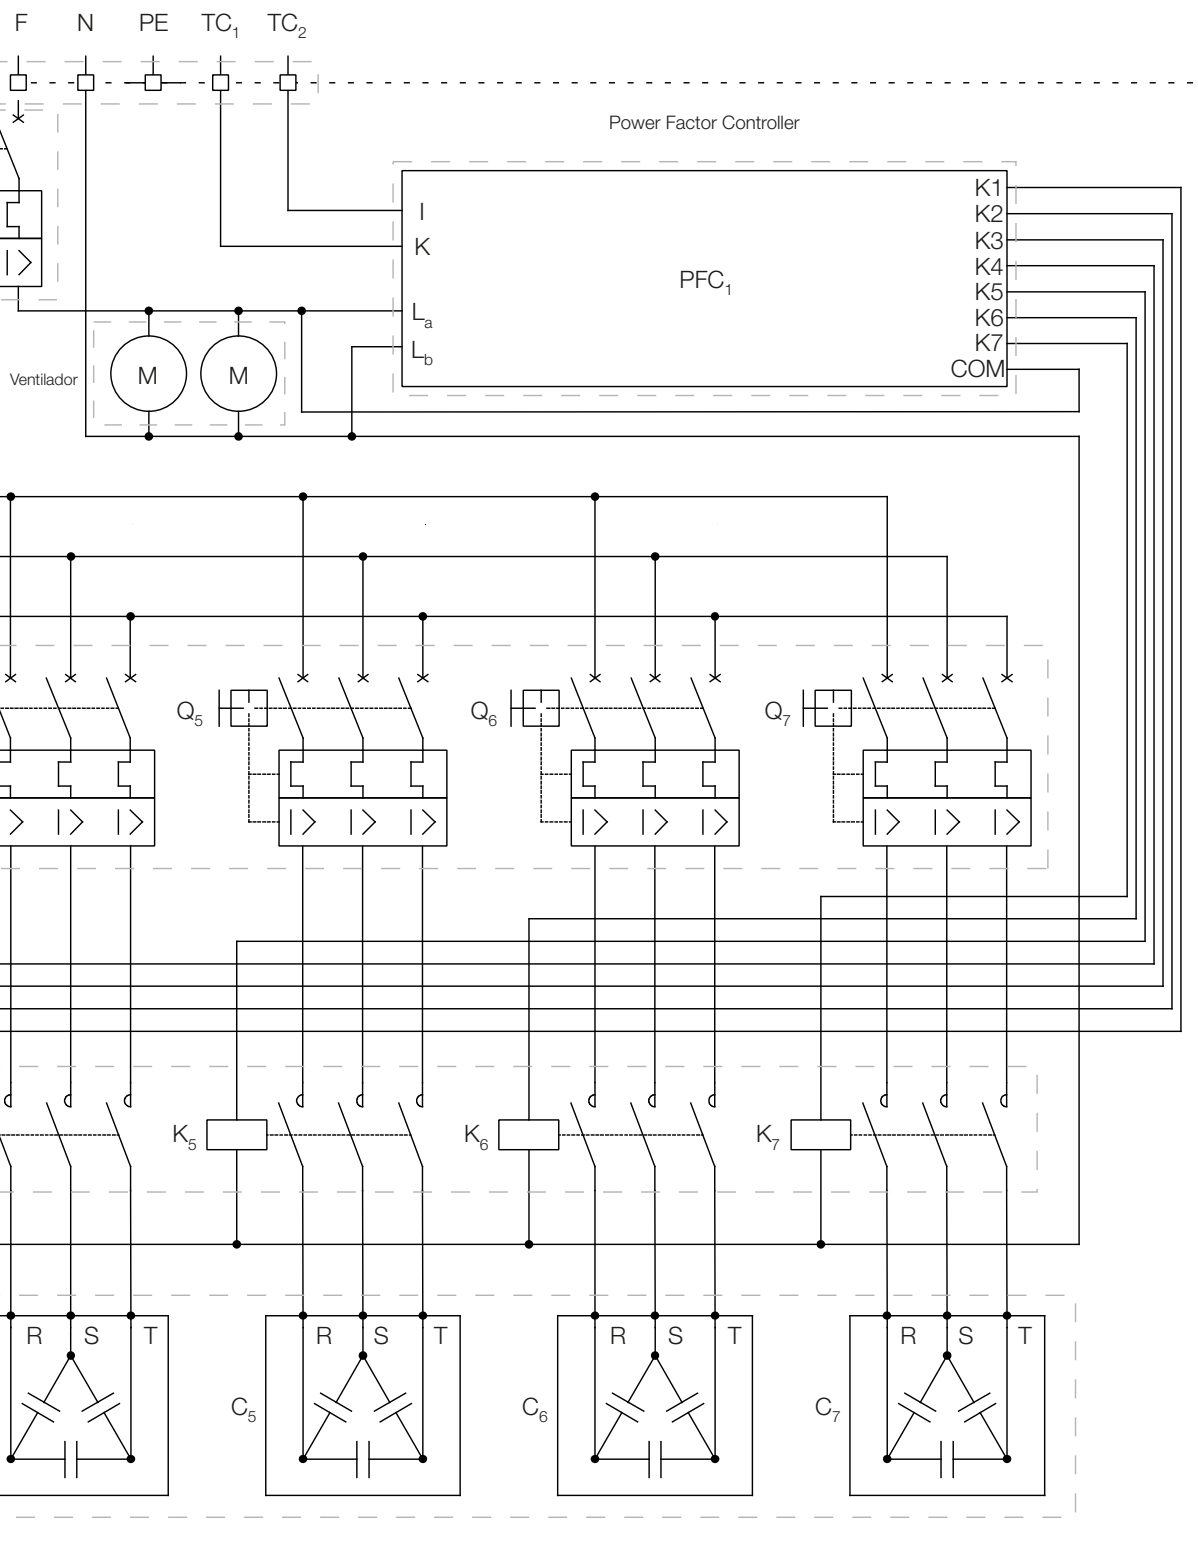 F N PE TC₁ TC₂
Power Factor Controller
K1
K2
I
K3
K
K4
PFC₁
K5
Lₐ
K6
K7
L_b
COM
Ventilador
M M
Q₅ Q₆ Q₇
I> I> I> I> I> I> I> I> I> I> I>
K₅ K₆ K₇
R S T R S T R S T R S T
C₅ C₆ C₇